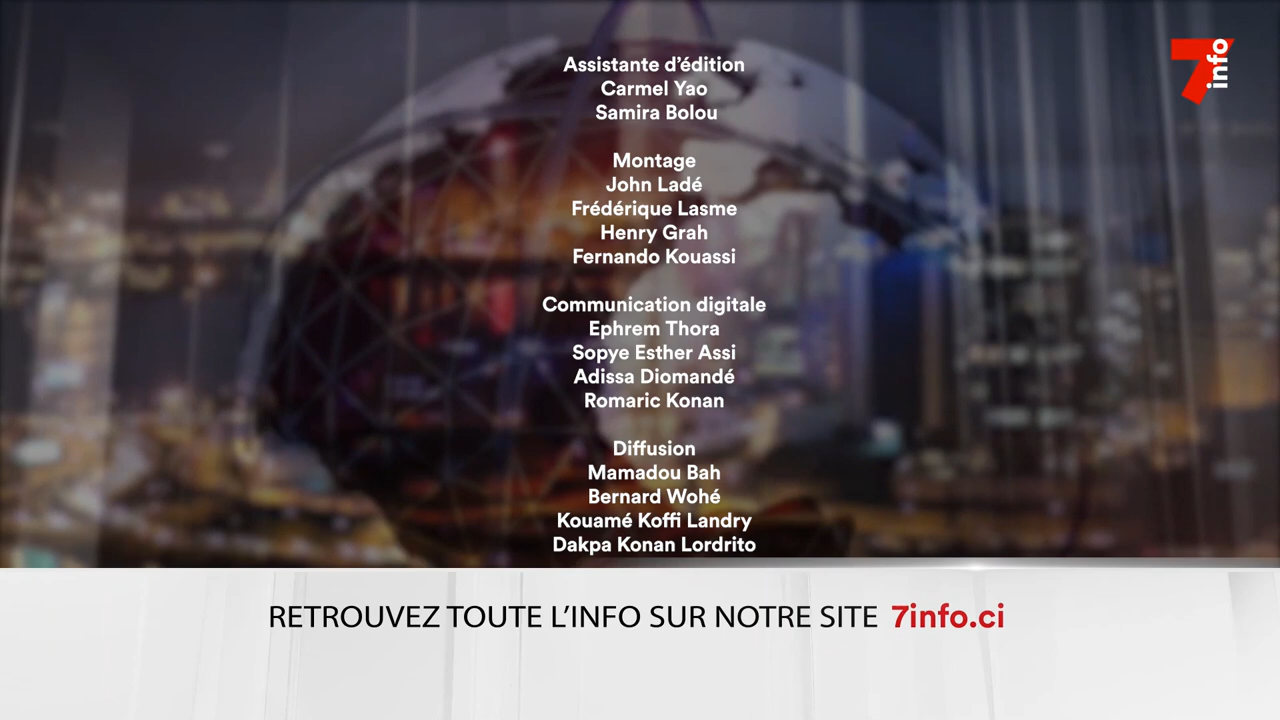 7info
Assistante d’édition
Carmel Yao
Samira Bolou
Montage
John Ladé
Frédérique Lasme
Henry Grah
Fernando Kouassi
Communication digitale
Ephrem Thora
Sopye Esther Assi
Adissa Diomandé
Romaric Konan
Diffusion
Mamadou Bah
Bernard Wohé
Kouamé Koffi Landry
Dakpa Konan Lordrito
RETROUVEZ TOUTE L’INFO SUR NOTRE SITE 7info.ci